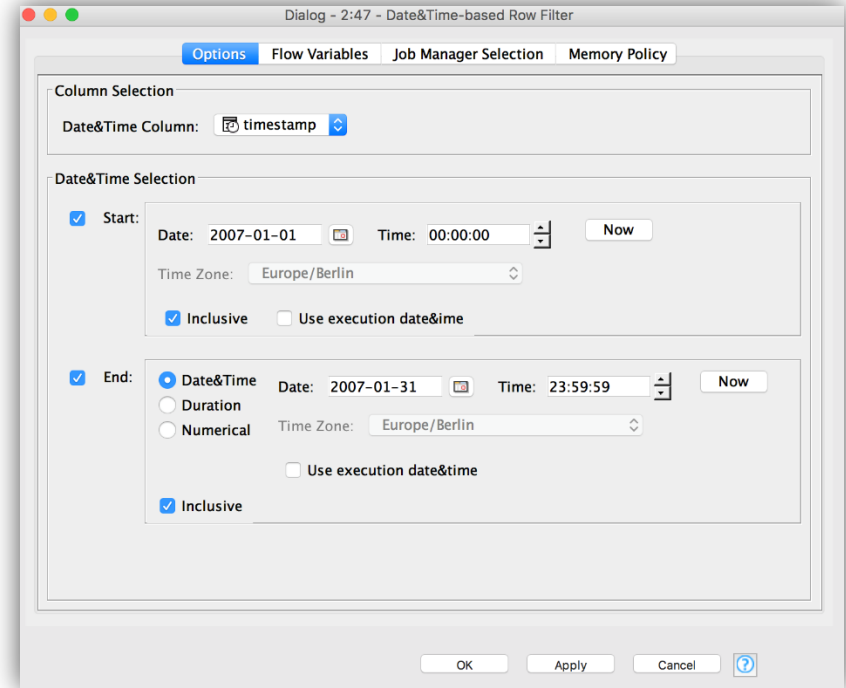 Dialog - 2:47 - Date&Time-based Row Filter
Options Flow Variables Job Manager Selection Memory Policy
Column Selection
Date&Time Column: timestamp
Date&Time Selection
Start:
Date: 2007-01-01 Time: 00:00:00 Now
Time Zone: Europe/Berlin
Inclusive Use execution date&ime
End: Date&Time Date: 2007-01-31 Time: 23:59:59 Now
Duration
Numerical Time Zone: Europe/Berlin
Use execution date&time
Inclusive
OK Apply Cancel ?